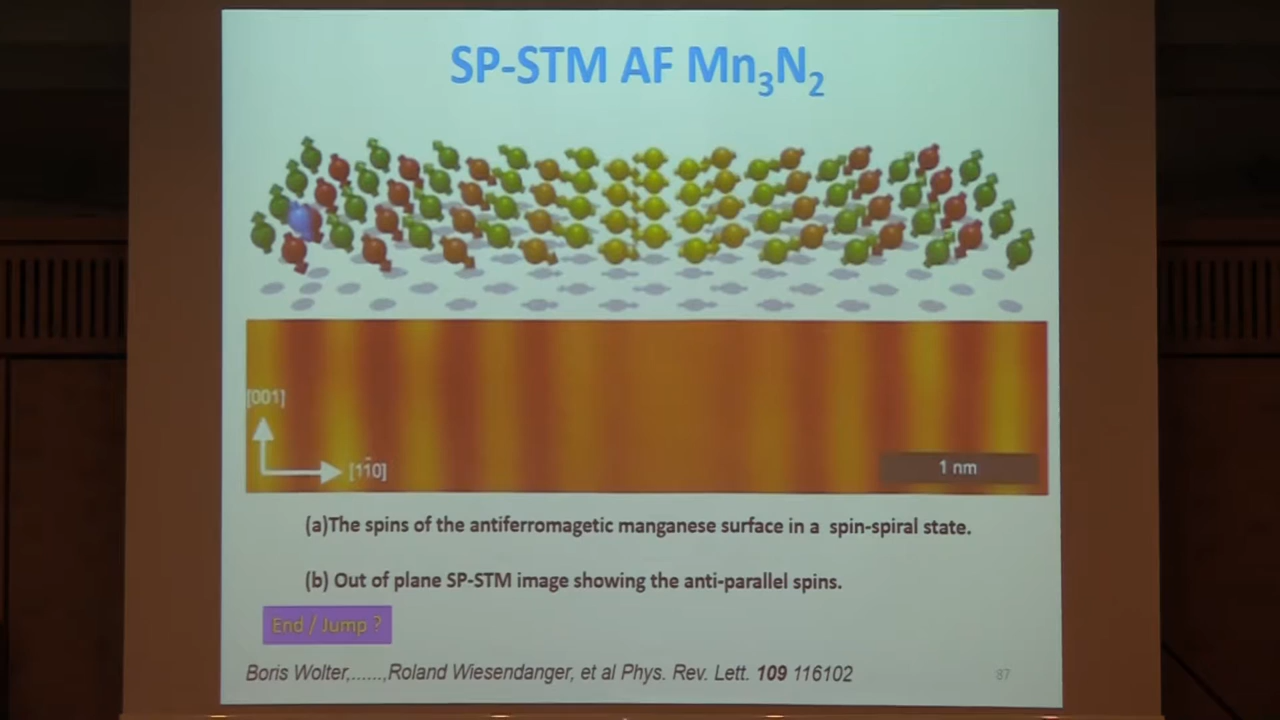 SP-STM AF Mn₃N₂
[001]
[11̄0]
1 nm
(a)The spins of the antiferromagetic manganese surface in a spin-spiral state.
(b) Out of plane SP-STM image showing the anti-parallel spins.
End / Jump ?
Boris Wolter,......,Roland Wiesendanger, et al Phys. Rev. Lett. 109 116102
37